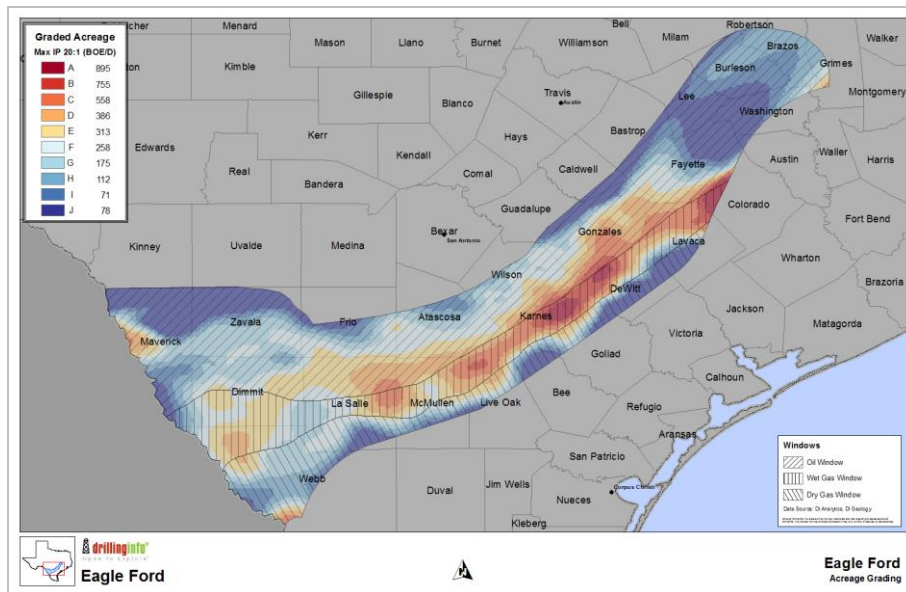 Graded Acreage
Max IP 20:1 (BOE/D)
A 895
B 755
C 558
D 386
E 313
F 258
G 175
H 112
I 71
J 78
Menard
Mason
Llano
Burnet
Williamson
Bell
Milam
Robertson
Brazos
Walker
Grimes
Kimble
Burleson
Gillespie
Blanco
Travis
Austin
Lee
Montgomery
Washington
Edwards
Kerr
Hays
Bastrop
Real
Kendall
Comal
Caldwell
Fayette
Austin
Waller
Harris
Bandera
Guadalupe
Colorado
Fort Bend
Kinney
Uvalde
Medina
Bexar
San Antonio
Gonzales
Lavaca
Wharton
Wilson
Brazoria
DeWitt
Jackson
Zavala
Frio
Atascosa
Karnes
Matagorda
Maverick
Victoria
Goliad
Calhoun
Dimmit
La Salle
McMullen
Live Oak
Bee
Refugio
Aransas
San Patricio
Webb
Duval
Jim Wells
Nueces
Corpus Christi
Kleberg
Windows
Oil Window
Wet Gas Window
Dry Gas Window
Data Source: DI Analytics, DI Geology
drillinginfo
Eagle Ford
Eagle Ford
Acreage Grading